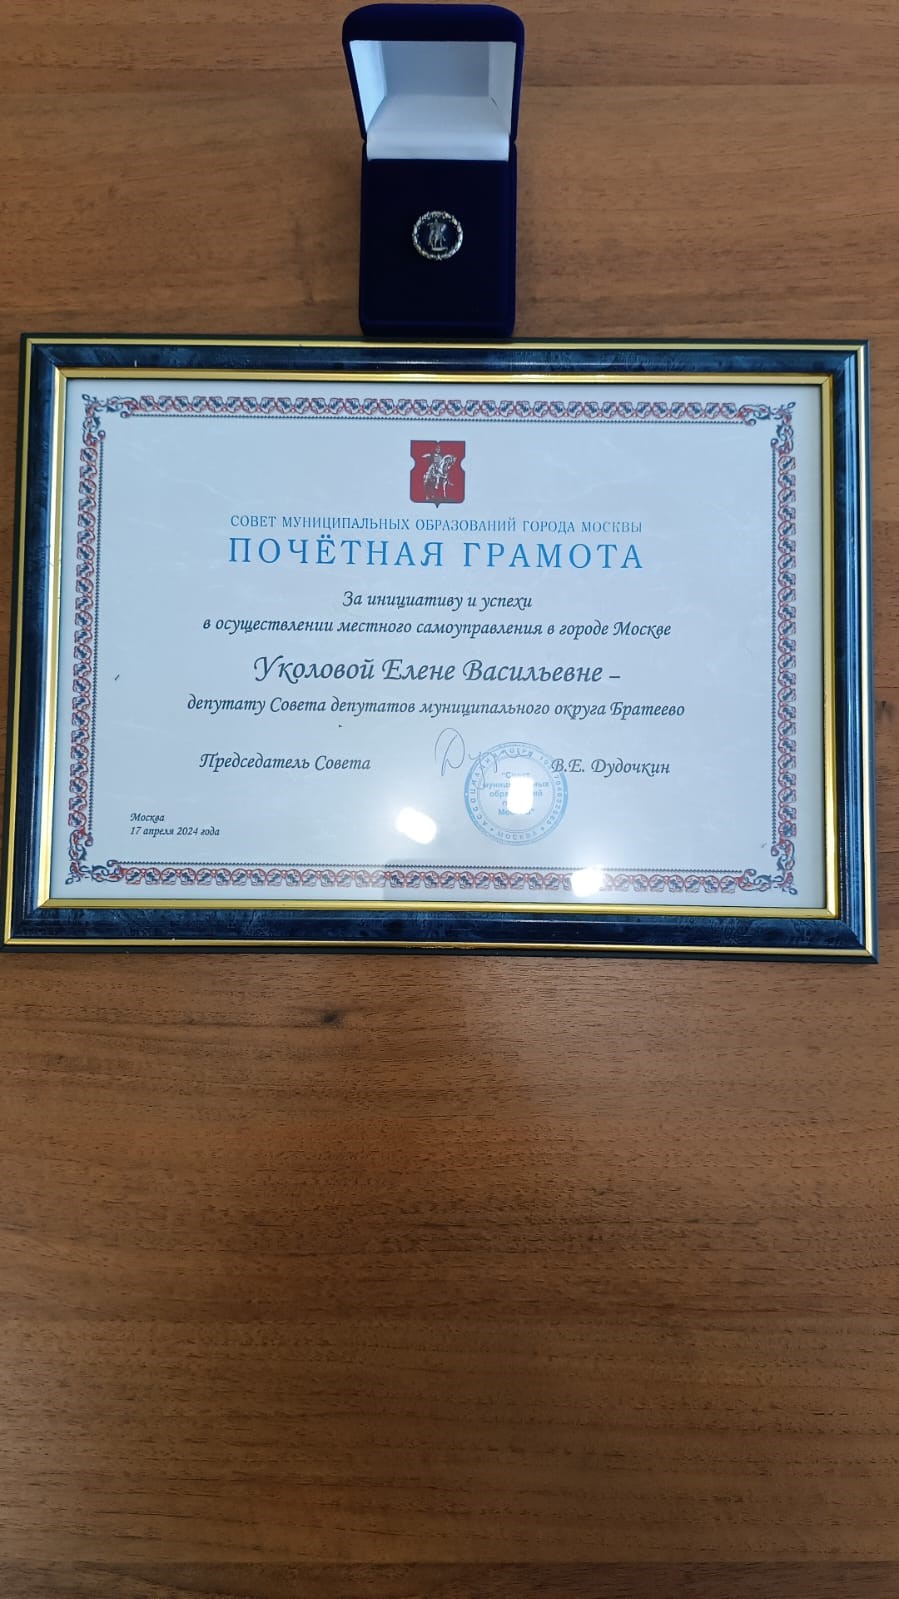 СОВЕТ МУНИЦИПАЛЬНЫХ ОБРАЗОВАНИЙ ГОРОДА МОСКВЫ
ПОЧЁТНАЯ ГРАМОТА
За инициативу и успехи
в осуществлении местного самоуправления в городе Москве
Уколовой Елене Васильевне –
депутату Совета депутатов муниципального округа Братеево
Председатель Совета В.Е. Дудочкин
Москва
17 апреля 2024 года
• МОСКВА •